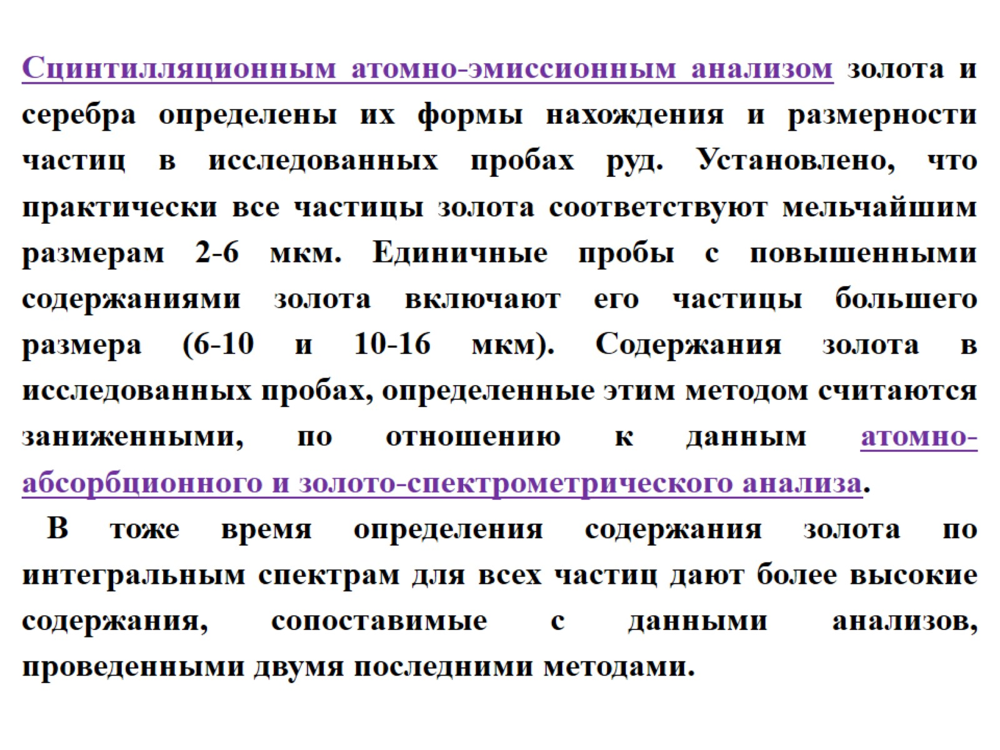 Сцинтилляционным атомно-эмиссионным анализом золота и
серебра определены их формы нахождения и размерности
частиц в исследованных пробах руд. Установлено, что
практически все частицы золота соответствуют мельчайшим
размерам 2-6 мкм. Единичные пробы с повышенными
содержаниями золота включают его частицы большего
размера (6-10 и 10-16 мкм). Содержания золота в
исследованных пробах, определенные этим методом считаются
заниженными, по отношению к данным атомно-
абсорбционного и золото-спектрометрического анализа.
В тоже время определения содержания золота по
интегральным спектрам для всех частиц дают более высокие
содержания, сопоставимые с данными анализов,
проведенными двумя последними методами.